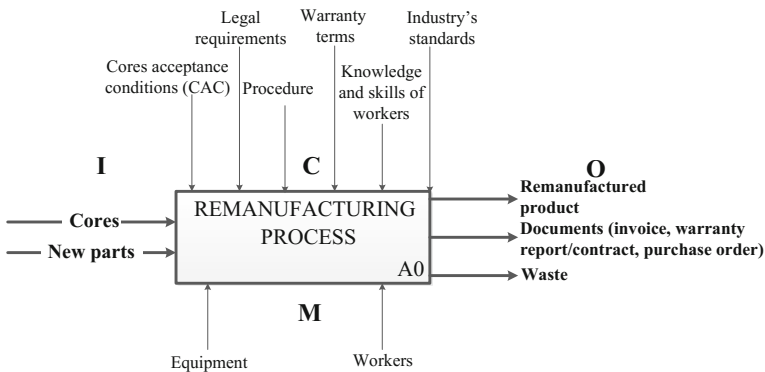 Legal
requirements
Warranty
terms
Industry's
standards
Cores acceptance
conditions (CAC)
Procedure
Knowledge
and skills of
workers
I
C
O
Cores
New parts
REMANUFACTURING
PROCESS
A0
Remanufactured
product
Documents (invoice, warranty
report/contract, purchase order)
Waste
M
Equipment
Workers